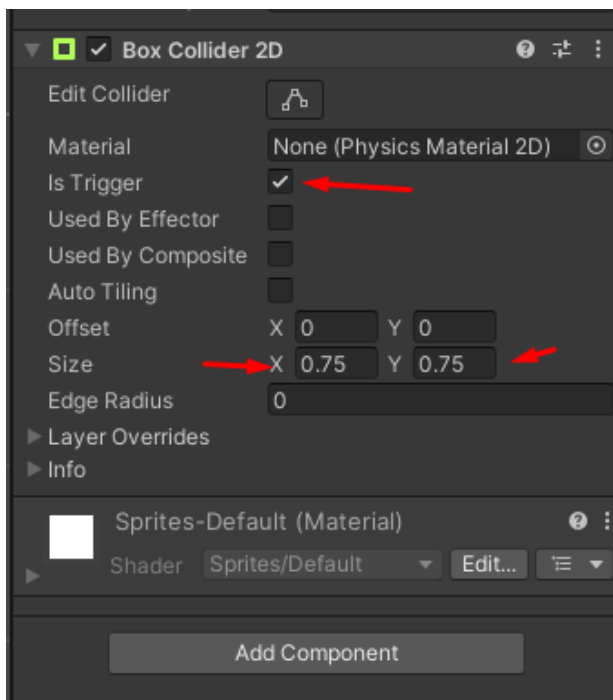 Box Collider 2D
Edit Collider
Material None (Physics Material 2D)
Is Trigger
Used By Effector
Used By Composite
Auto Tiling
Offset X 0 Y 0
Size X 0.75 Y 0.75
Edge Radius 0
Layer Overrides
Info
Sprites-Default (Material)
Shader Sprites/Default Edit...
Add Component